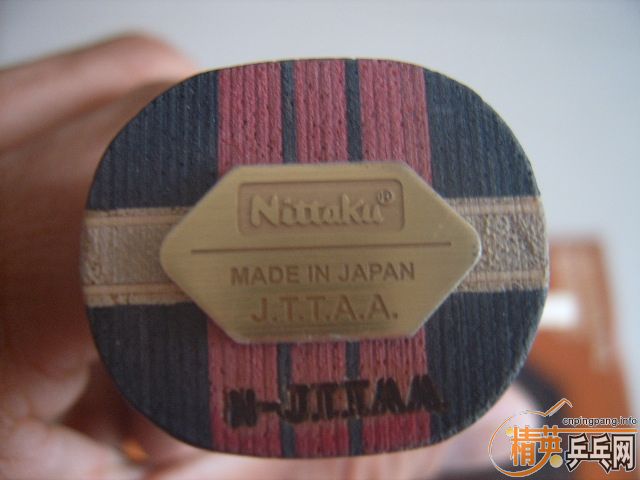 Nittaku®
MADE IN JAPAN
J.T.T.A.A.
N-J.T.T.A.A.
cnpingpang.info
精英乒乓网